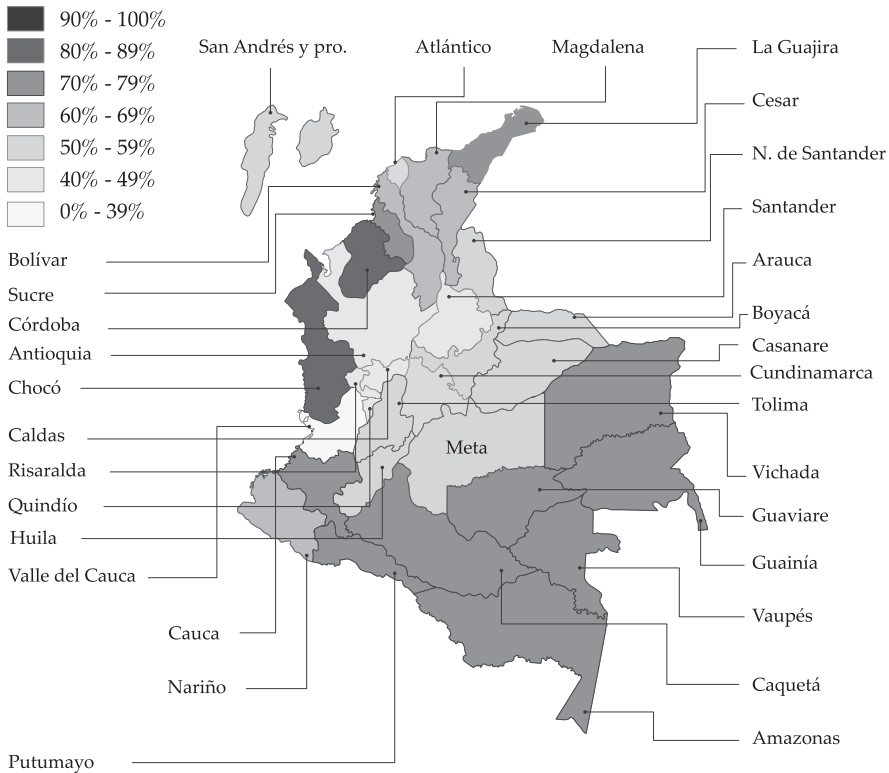 90% - 100%
80% - 89%
70% - 79%
60% - 69%
50% - 59%
40% - 49%
0% - 39%
San Andrés y pro.
Atlántico
Magdalena
La Guajira
Cesar
N. de Santander
Santander
Arauca
Boyacá
Casanare
Cundinamarca
Tolima
Vichada
Guaviare
Guainía
Vaupés
Caquetá
Amazonas
Bolívar
Sucre
Córdoba
Antioquia
Chocó
Caldas
Risaralda
Quindío
Huila
Valle del Cauca
Cauca
Nariño
Putumayo
Meta